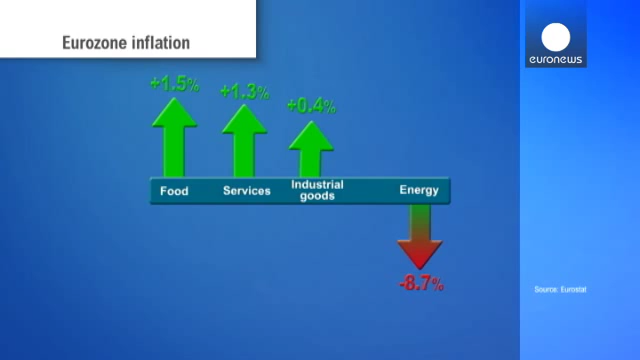 Eurozone inflation
euronews
+1.5%
+1.3%
+0.4%
Food
Services
Industrial
goods
Energy
-8.7%
Source: Eurostat